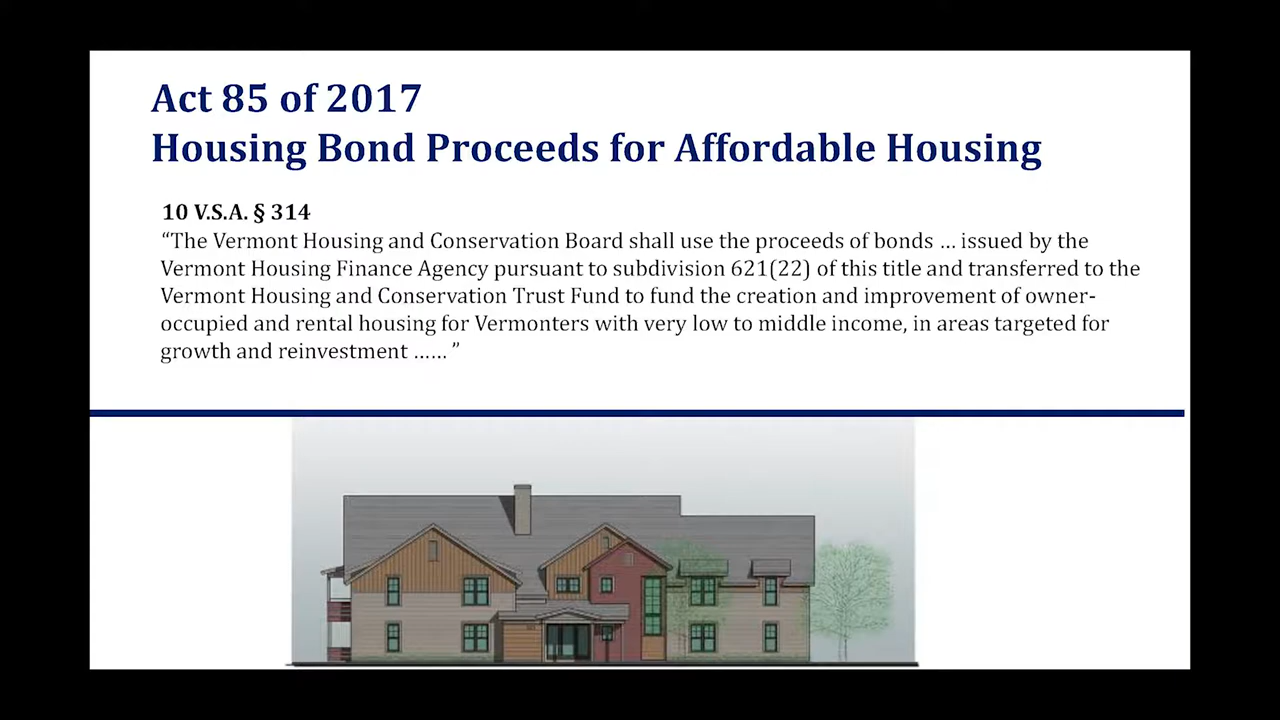 Act 85 of 2017
Housing Bond Proceeds for Affordable Housing
10 V.S.A. § 314
“The Vermont Housing and Conservation Board shall use the proceeds of bonds ... issued by the
Vermont Housing Finance Agency pursuant to subdivision 621(22) of this title and transferred to the
Vermont Housing and Conservation Trust Fund to fund the creation and improvement of owner-
occupied and rental housing for Vermonters with very low to middle income, in areas targeted for
growth and reinvestment ...... ”